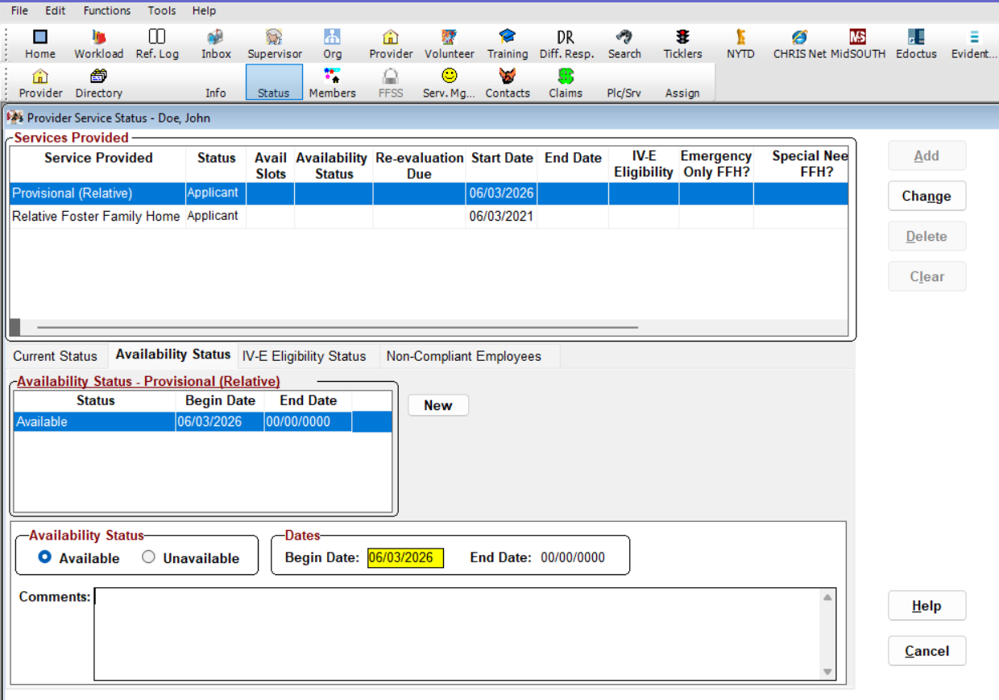 File Edit Functions Tools Help
Home Workload Ref. Log Inbox Supervisor Org Provider Volunteer Training DR Diff. Resp. Search Ticklers NYTD CHRIS Net MidSOUTH Edoctus Evident...
Provider Directory Info Status Members FFSS Serv. Mg... Contacts Claims Plc/Srv Assign
Provider Service Status - Doe, John
Services Provided
Service Provided Status Avail Slots Availability Status Re-evaluation Due Start Date End Date IV-E Eligibility Emergency Only FFH? Special Nee FFH?
Provisional (Relative) Applicant 06/03/2026
Relative Foster Family Home Applicant 06/03/2021
Add
Change
Delete
Clear
Current Status Availability Status IV-E Eligibility Status Non-Compliant Employees
Availability Status - Provisional (Relative)
Status Begin Date End Date
Available 06/03/2026 00/00/0000
New
Availability Status
Available Unavailable
Dates
Begin Date: 06/03/2026 End Date: 00/00/0000
Comments:
Help
Cancel